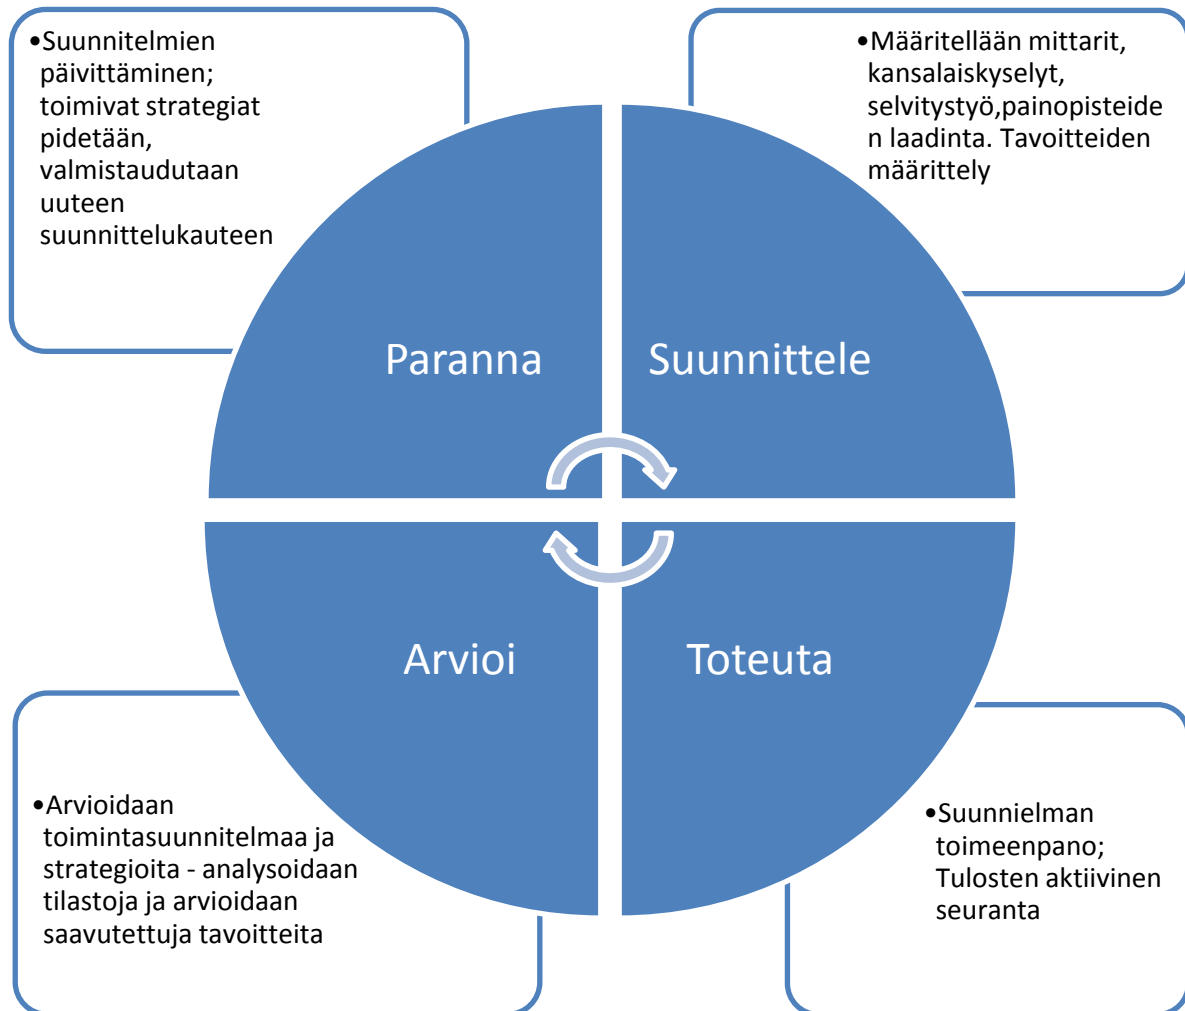 •Suunnitelmien
päivittäminen;
toimivat strategiat
pidetään,
valmistaudutaan
uuteen
suunnittelukauteen
•Määritellään mittarit,
kansalaiskyselyt,
selvitystyö,painopisteide
n laadinta. Tavoitteiden
määrittely
Paranna
Suunnittele
Arvioi
Toteuta
•Arvioidaan
toimintasuunnitelmaa ja
strategioita - analysoidaan
tilastoja ja arvioidaan
saavutettuja tavoitteita
•Suunnielman
toimeenpano;
Tulosten aktiivinen
seuranta